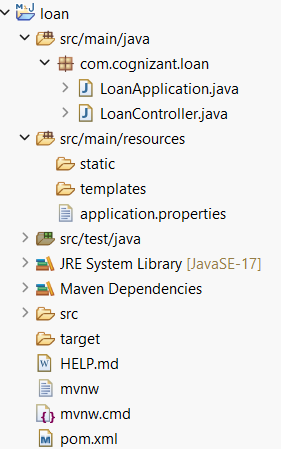 loan
src/main/java
com.cognizant.loan
LoanApplication.java
LoanController.java
src/main/resources
static
templates
application.properties
src/test/java
JRE System Library [JavaSE-17]
Maven Dependencies
src
target
HELP.md
mvnw
mvnw.cmd
pom.xml